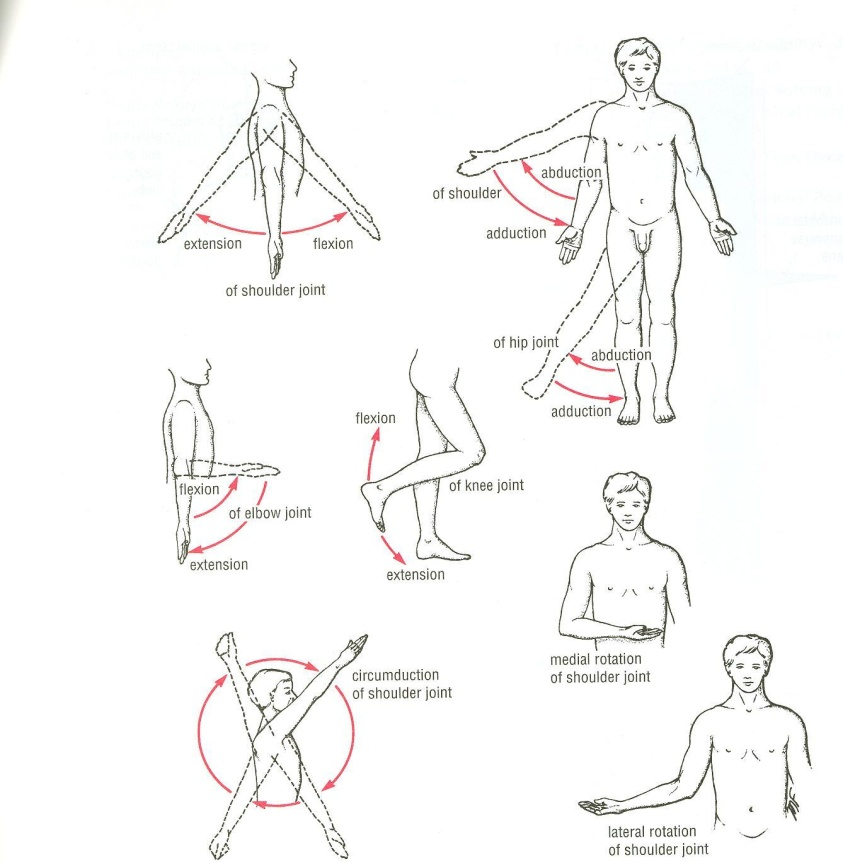 extension
flexion
of shoulder joint
abduction
of shoulder
adduction
of hip joint
abduction
adduction
flexion
of elbow joint
extension
flexion
of knee joint
extension
medial rotation
of shoulder joint
circumduction
of shoulder joint
lateral rotation
of shoulder joint